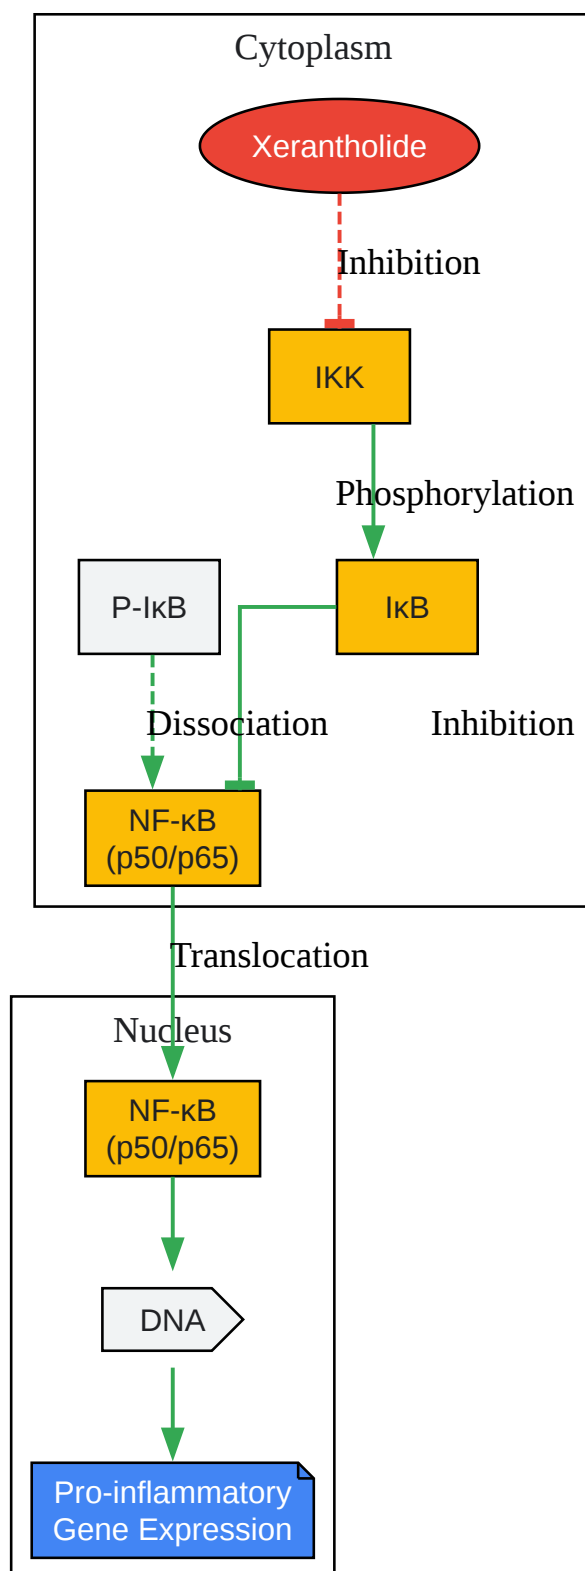 Cytoplasm
Xerantholide
Inhibition
IKK
Phosphorylation
P-IκB
IκB
Dissociation
Inhibition
NF-κB
(p50/p65)
Translocation
Nucleus
NF-κB
(p50/p65)
DNA
Pro-inflammatory
Gene Expression